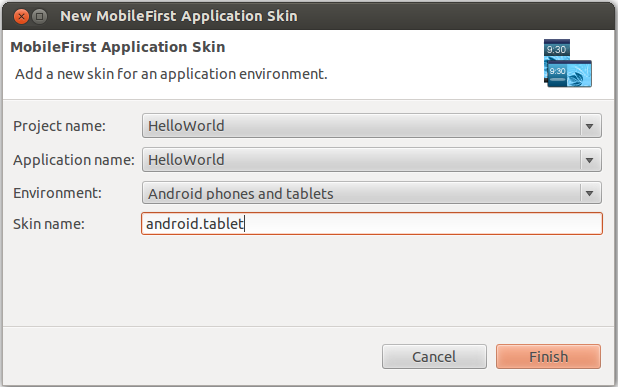 New MobileFirst Application Skin
MobileFirst Application Skin
Add a new skin for an application environment.
9:30
9:30
Project name: HelloWorld
Application name: HelloWorld
Environment: Android phones and tablets
Skin name: android.tablet
Cancel Finish